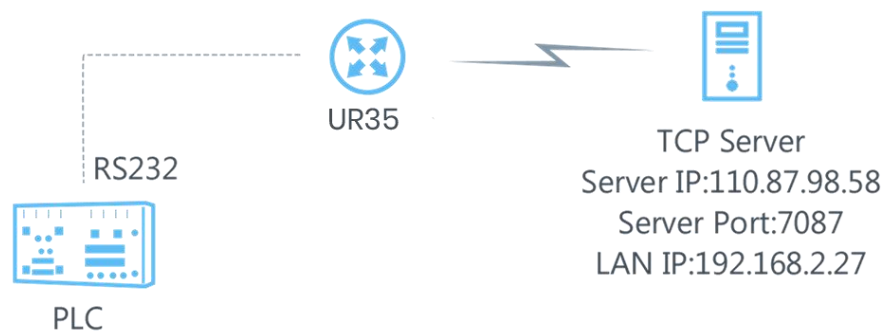 UR35
RS232
PLC
TCP Server
Server IP:110.87.98.58
Server Port:7087
LAN IP:192.168.2.27